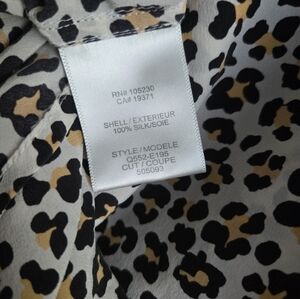 RN# 105230
CA# 19371
SHELL / EXTERIEUR
100% SILK/SOIE
STYLE / MODELE
Q552-E195
CUT / COUPE
505093